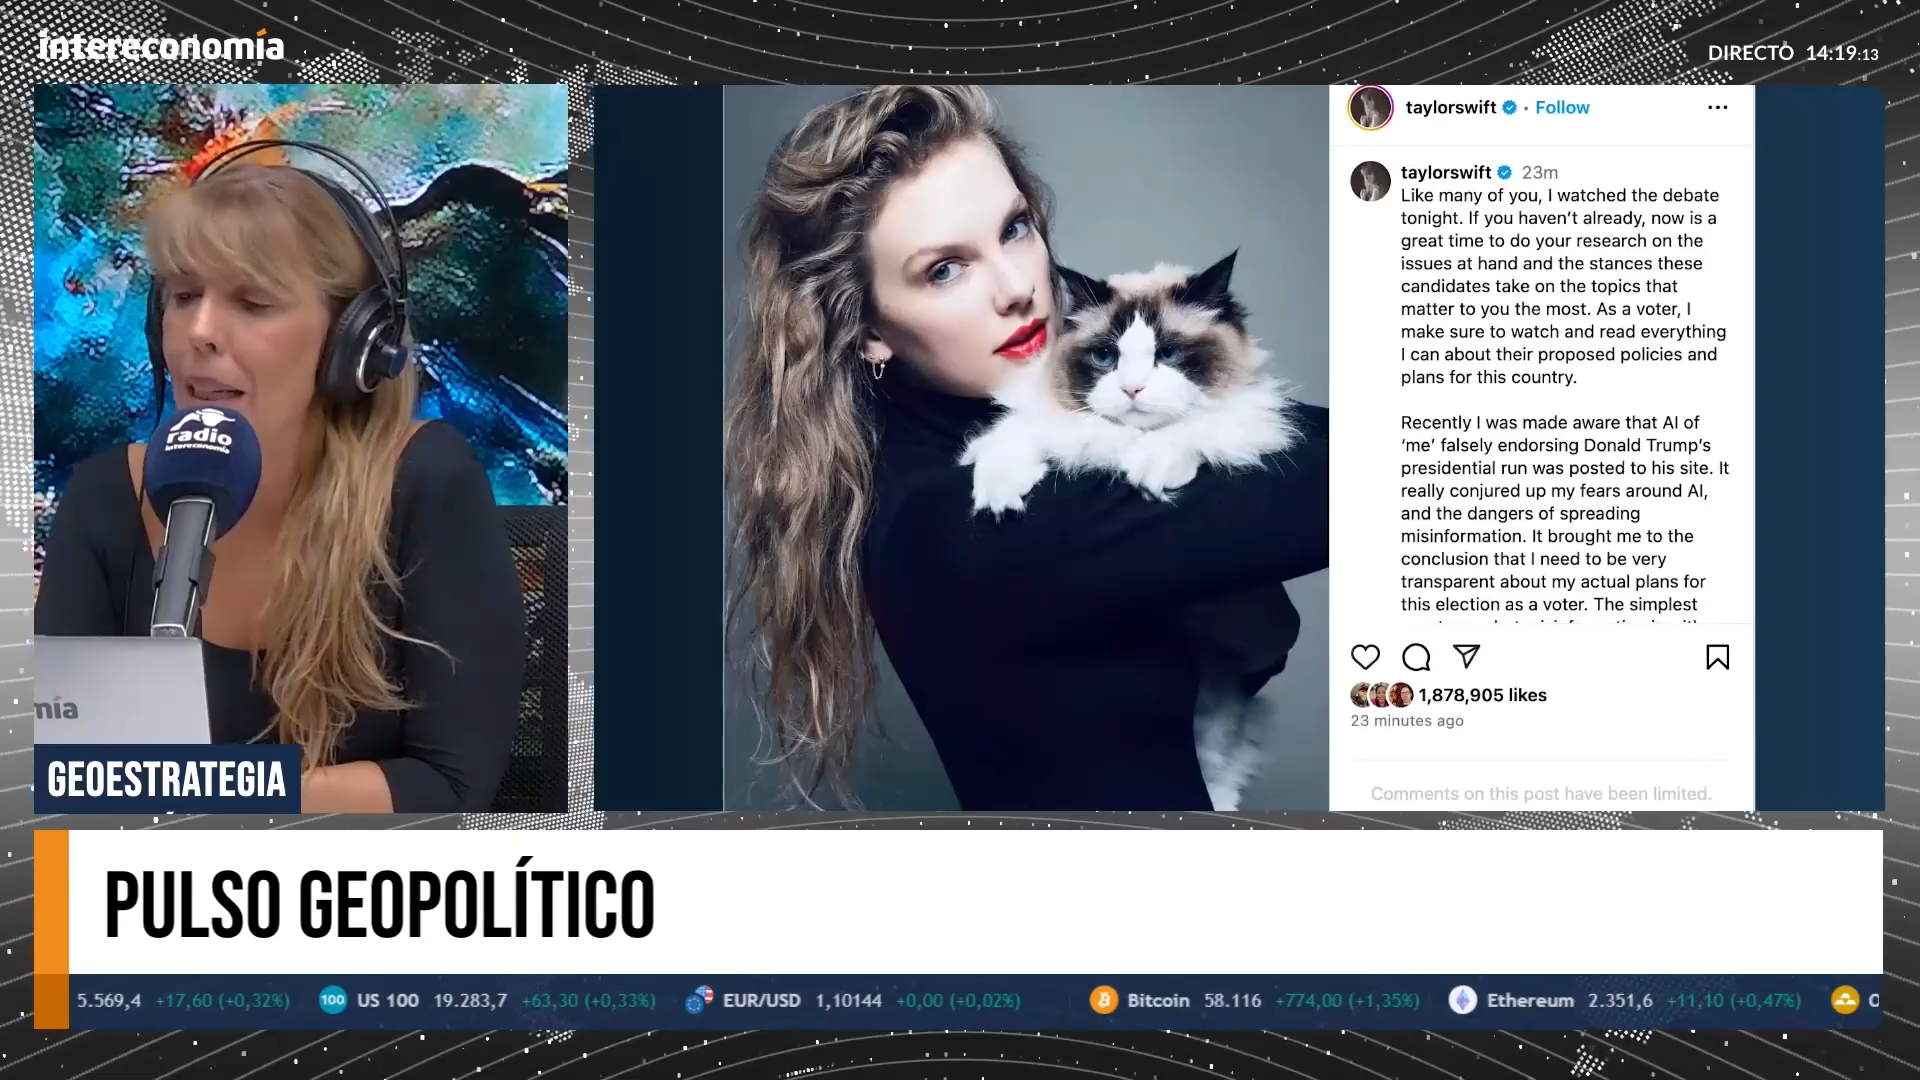 intereconomía
DIRECTO 14:19:13
taylorswift • Follow
taylorswift 23m
Like many of you, I watched the debate
tonight. If you haven't already, now is a
great time to do your research on the
issues at hand and the stances these
candidates take on the topics that
matter to you the most. As a voter, I
make sure to watch and read everything
I can about their proposed policies and
plans for this country.
Recently I was made aware that AI of
‘me’ falsely endorsing Donald Trump’s
presidential run was posted to his site. It
really conjured up my fears around AI,
and the dangers of spreading
misinformation. It brought me to the
conclusion that I need to be very
transparent about my actual plans for
this election as a voter. The simplest
1,878,905 likes
23 minutes ago
Comments on this post have been limited.
radio
intereconomía
mía
GEOESTRATEGIA
PULSO GEOPOLÍTICO
5.569,4 +17,60 (+0,32%) 100 US 100 19.283,7 +63,30 (+0,33%) EUR/USD 1,10144 +0,00 (+0,02%) Bitcoin 58.116 +774,00 (+1,35%) Ethereum 2.351,6 +11,10 (+0,47%)